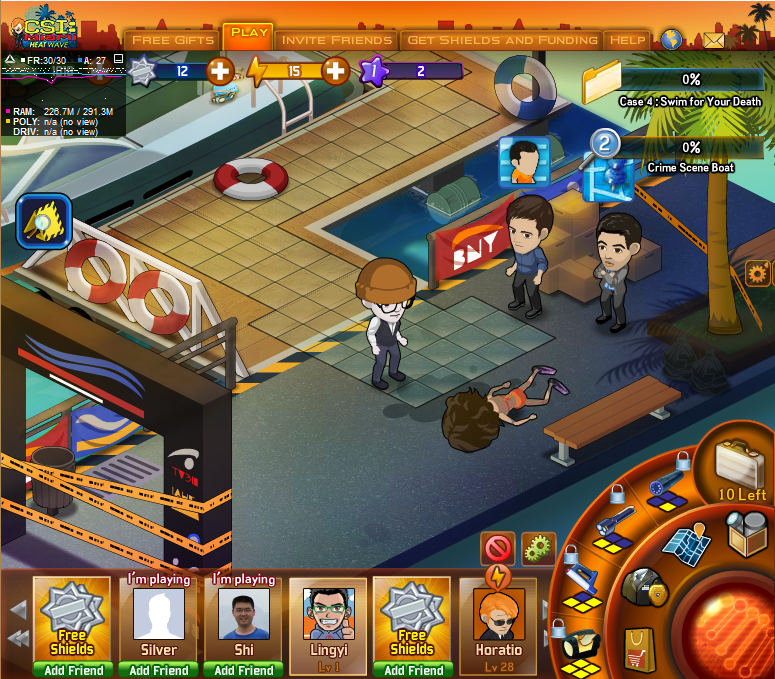 CSI:
MIAMI
HEAT WAVE
FREE GIFTS
PLAY
INVITE FRIENDS
GET SHIELDS AND FUNDING
HELP
FR:30/30
A: 27
12
15
1
2
0%
Case 4 : Swim for Your Death
RAM: 226.7M / 291.3M
POLY: n/a (no view)
DRIV: n/a (no view)
2
0%
Crime Scene Boat
BNY
10 Left
I'm playing
I'm playing
Free
Shields
Silver
Shi
Lingyi
Lv 1
Free
Shields
Horatio
Lv 28
Add Friend
Add Friend
Add Friend
Add Friend